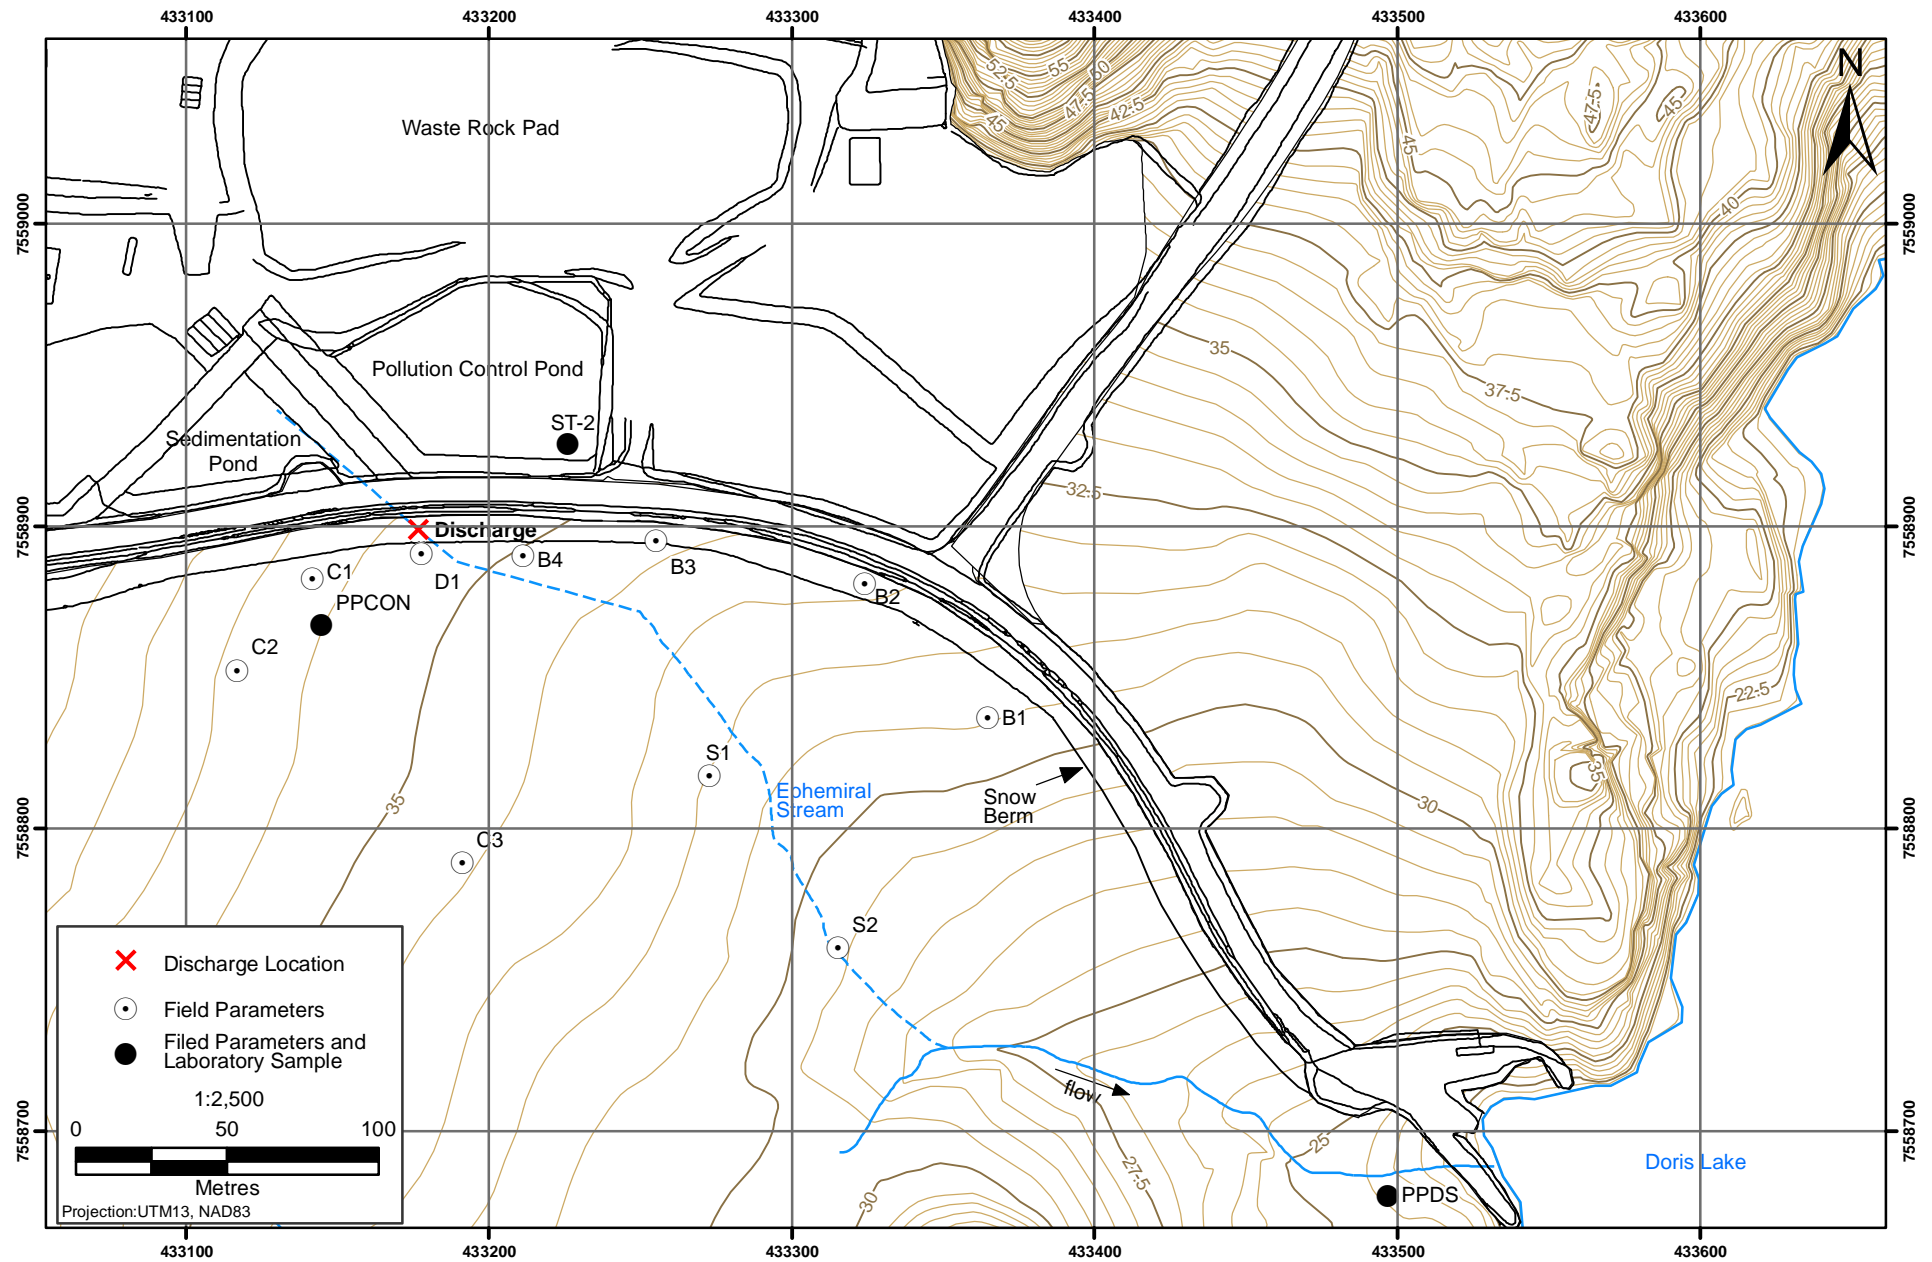 433100 433200 433300 433400 433500 433600
N
52.5 55 50
47.5 42.5
45
47.5 45
45
Waste Rock Pad
40
7559000 7559000
35
37.5
Pollution Control Pond
ST-2
Sedimentation
Pond
32.5
7558900 7558900
Discharge
B4
B3
C1
D1
B2
PPCON
C2
22.5
B1
S1
35
Ephemiral
Stream
Snow
Berm
35
30
7558800 7558800
C3
S2
Discharge Location
Field Parameters
Filed Parameters and
Laboratory Sample
1:2,500
0 50 100
Metres
Projection:UTM13, NAD83
flow
7558700 7558700
25
27.5
30
Doris Lake
PPDS
433100 433200 433300 433400 433500 433600